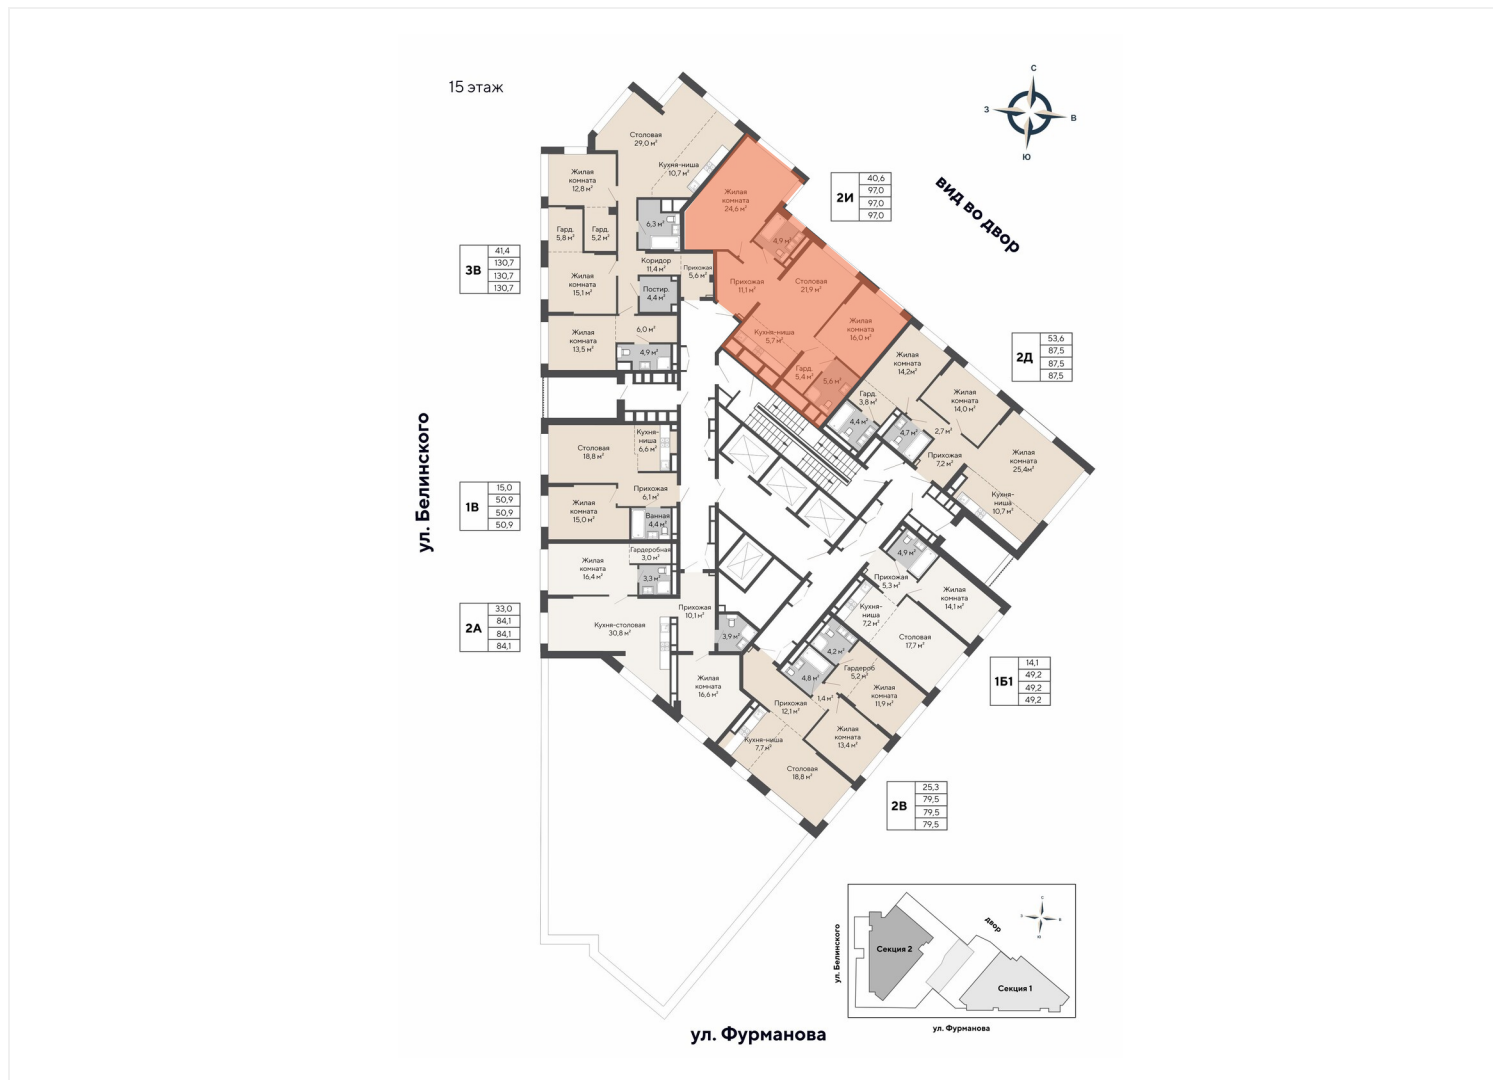 15 этаж
С
З
В
Ю
вид во двор
Столовая
29,0 м²
Кухня-ниша
10,7 м²
Жилая
комната
12,8 м²
Гард.
5,8 м²
Гард.
5,2 м²
6,3 м²
Коридор
11,4 м²
Прихожая
5,6 м²
Жилая
комната
15,1 м²
Постир.
4,4 м²
Жилая
комната
13,5 м²
6,0 м²
4,9 м²
3В
41,4
130,7
130,7
130,7
Жилая
комната
24,6 м²
4,9 м²
Прихожая
11,1 м²
Столовая
21,9 м²
Кухня-ниша
5,7 м²
Жилая
комната
16,0 м²
Гард.
5,4 м²
5,6 м²
2И
40,6
97,0
97,0
97,0
Жилая
комната
14,2м²
Гард.
3,8 м²
4,4 м²
4,7 м²
2,7 м²
Жилая
комната
14,0 м²
Прихожая
7,2 м²
Жилая
комната
25,4м²
Кухня-
ниша
10,7 м²
2Д
53,6
87,5
87,5
87,5
ул. Белинского
Столовая
18,8 м²
Кухня-
ниша
6,6 м²
Прихожая
6,1 м²
Жилая
комната
15,0 м²
Ванная
4,4 м²
1В
15,0
50,9
50,9
50,9
Жилая
комната
16,4 м²
Гардеробная
3,0 м²
3,3 м²
Кухня-столовая
30,8 м²
Прихожая
10,1 м²
3,9 м²
Жилая
комната
16,6 м²
2А
33,0
84,1
84,1
84,1
4,9 м²
Прихожая
5,3 м²
Жилая
комната
14,1 м²
Кухня-
ниша
7,2 м²
Столовая
17,7 м²
1Б1
14,1
49,2
49,2
49,2
4,2 м²
4,8 м²
Гардероб
5,2 м²
1,4 м²
Жилая
комната
11,9 м²
Прихожая
12,1 м²
Жилая
комната
13,4 м²
Кухня-ниша
7,7 м²
Столовая
18,8 м²
2В
25,3
79,5
79,5
79,5
ул. Фурманова
ул. Белинского
Секция 2
двор
Секция 1
ул. Фурманова